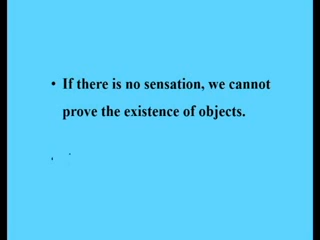 • If there is no sensation, we cannot
prove the existence of objects.